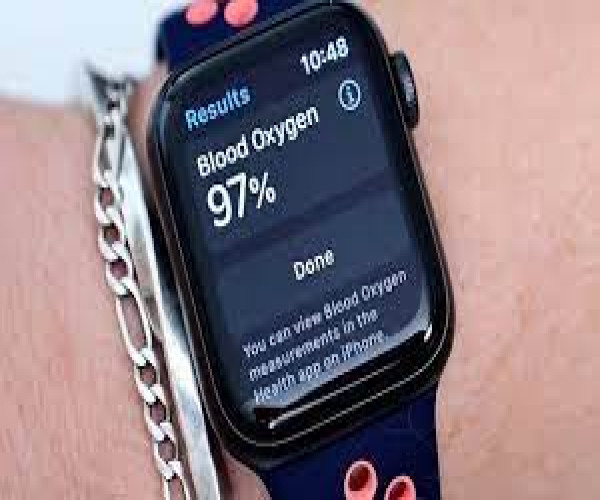 10:48
Results
Blood Oxygen
97%
Done
You can view Blood Oxygen
measurements in the
Health app on iPhone.